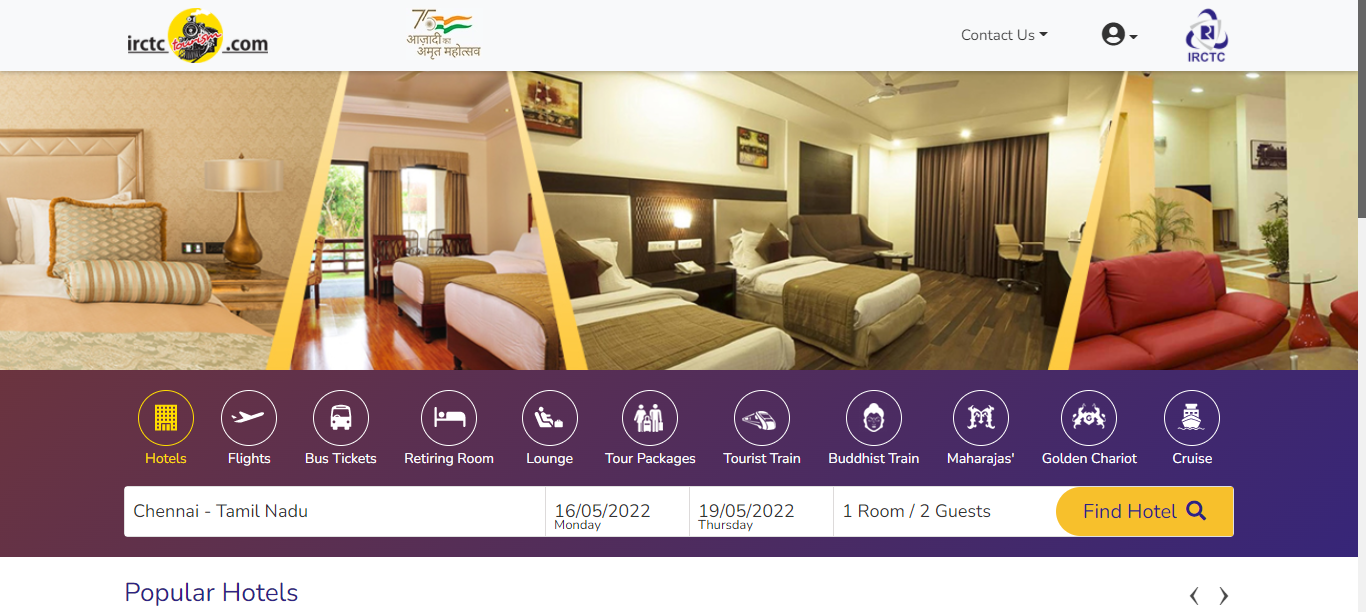 irctc tourism .com
75
आज़ादी का
अमृत महोत्सव
Contact Us
IRCTC
Hotels
Flights
Bus Tickets
Retiring Room
Lounge
Tour Packages
Tourist Train
Buddhist Train
Maharajas'
Golden Chariot
Cruise
Chennai - Tamil Nadu
16/05/2022
Monday
19/05/2022
Thursday
1 Room / 2 Guests
Find Hotel
Popular Hotels